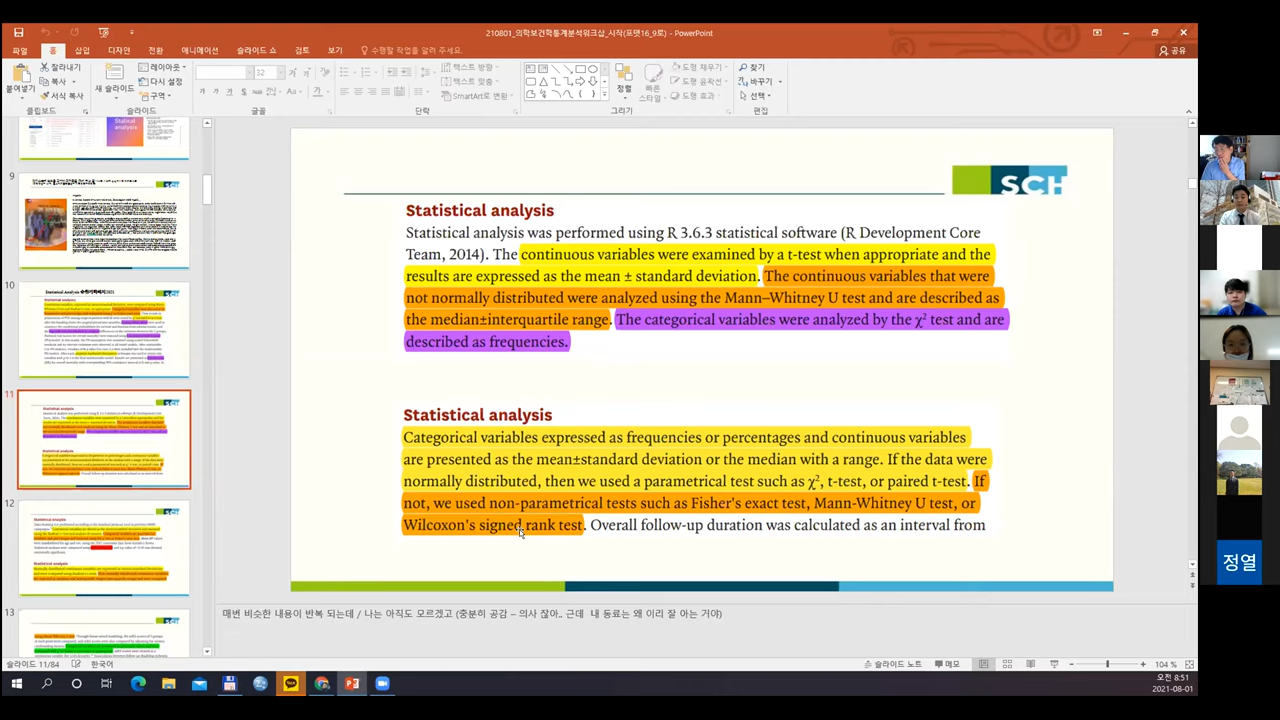 210801_의학보건학통계분석워크샵_시작(포맷16_9로) - PowerPoint
파일 홈 삽입 디자인 전환 애니메이션 슬라이드 쇼 검토 보기 수행할 작업을 알려 주세요.
공유
붙여넣기
잘라내기
복사
서식 복사
클립보드
새 슬라이드
레이아웃
다시 설정
구역
슬라이드
32
글꼴
텍스트 방향
텍스트 맞춤
SmartArt로 변환
단락
정렬
빠른 스타일
도형 채우기
도형 윤곽선
도형 효과
그리기
찾기
바꾸기
선택
편집
9
10
11
12
13
SCH
Statistical analysis
Statistical analysis was performed using R 3.6.3 statistical software (R Development Core
Team, 2014). The continuous variables were examined by a t-test when appropriate and the
results are expressed as the mean ± standard deviation. The continuous variables that were
not normally distributed were analyzed using the Mann–Whitney U test and are described as
the median±interquartile range. The categorical variables were analyzed by the χ² test and are
described as frequencies.
Statistical analysis
Categorical variables expressed as frequencies or percentages and continuous variables
are presented as the mean±standard deviation or the median with a range. If the data were
normally distributed, then we used a parametrical test such as χ², t-test, or paired t-test. If
not, we used non-parametrical tests such as Fisher's exect test, Mann-Whitney U test, or
Wilcoxon's signed rank test. Overall follow-up duration was calculated as an interval from
매번 비슷한 내용이 반복 되는데 / 나는 아직도 모르겠고 (충분히 공감 – 의사 잖아.. 근데 내 동료는 왜 이리 잘 아는 거야)
슬라이드 11/84 한국어
슬라이드 노트 메모 104 %
오전 8:51
2021-08-01
정열